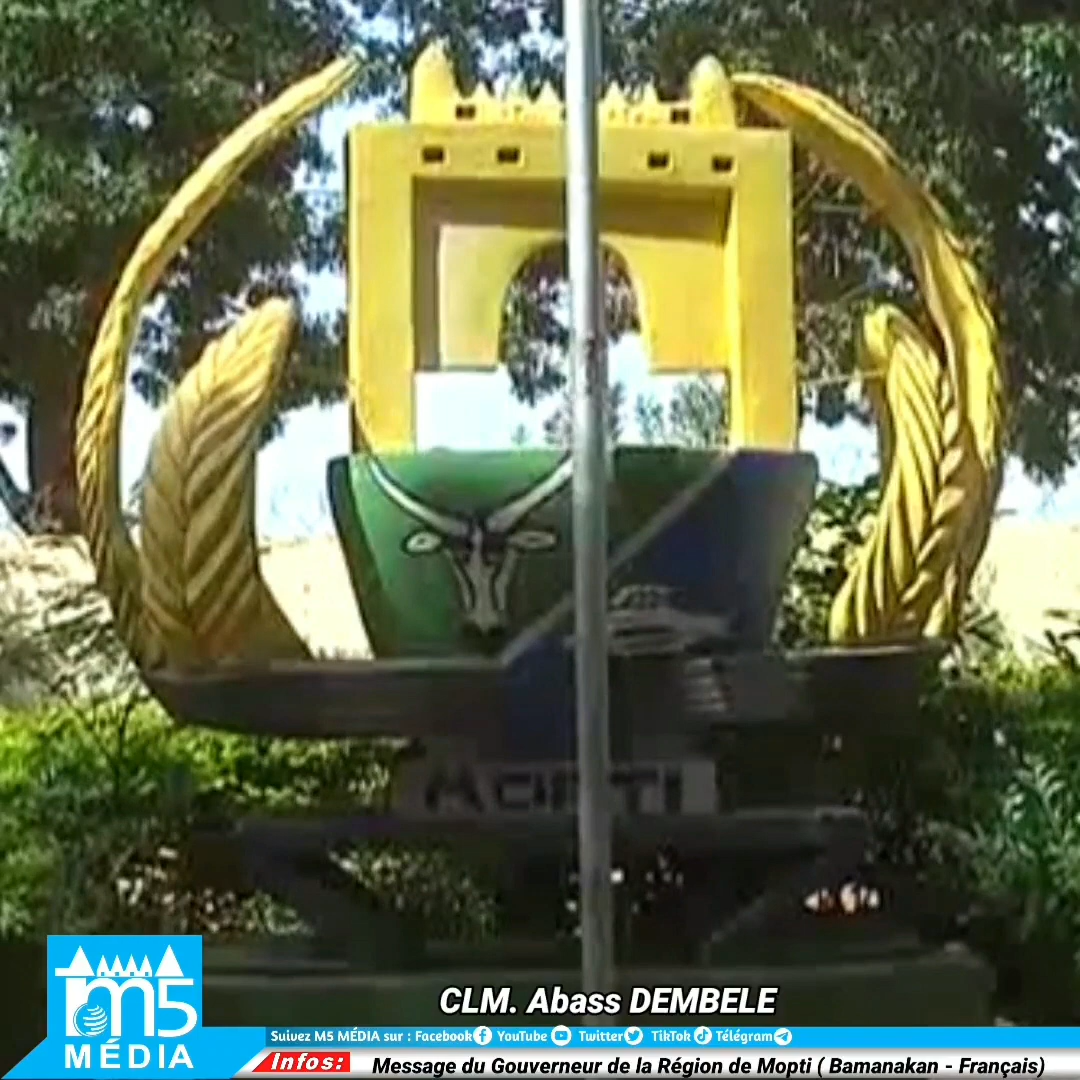 MOPTI
m5
MÉDIA
CLM. Abass DEMBELE
Suivez M5 MÉDIA sur : Facebook YouTube Twitter TikTok Télégram
Infos: Message du Gouverneur de la Région de Mopti ( Bamanakan - Français)